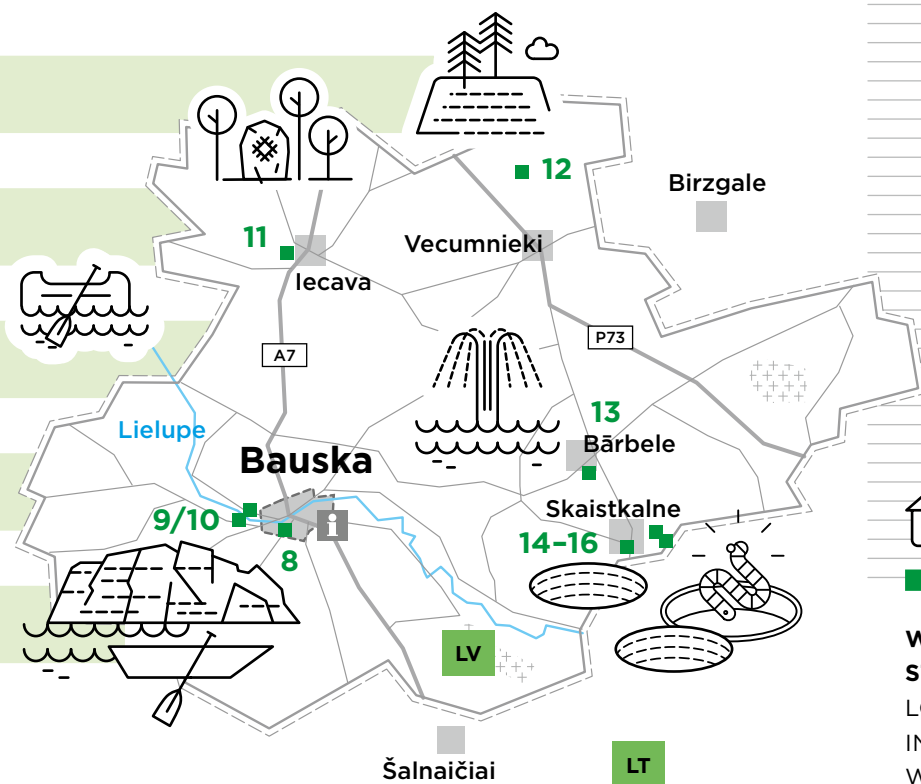 12
Birzgale
11
Vecumnieki
Iecava
A7
P73
Lielupe
13
Bārbele
Bauska
Skaistkalne
9/10
i
14–16
8
LV
Šalnaičiai
LT